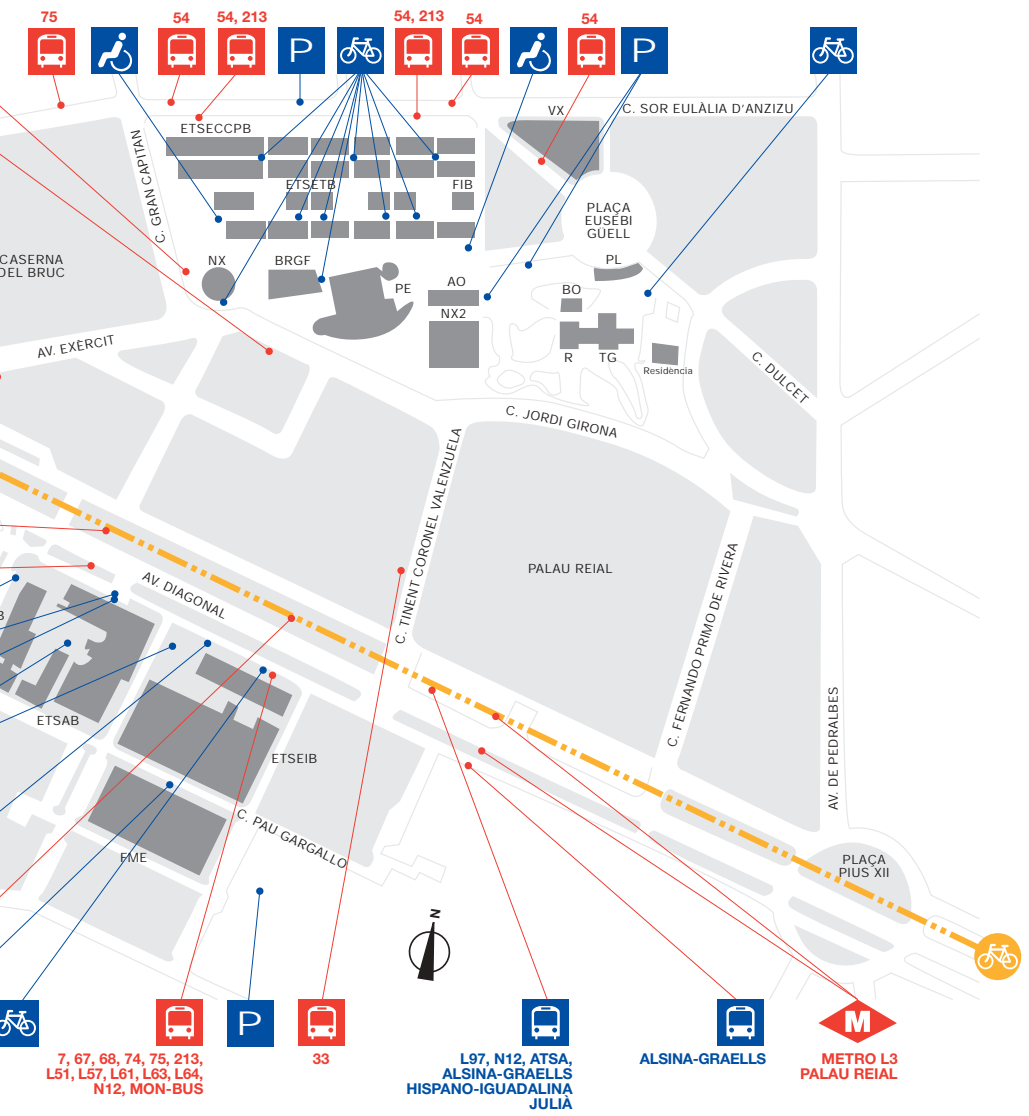 75
54
54, 213
54, 213
54
54
P
P
VX
C. SOR EULÀLIA D'ANZIZU
ETSECCPB
C. GRAN CAPITÀN
ETSETB
FIB
PLAÇA
EUSEBI
GÜELL
CASERNA
DEL BRUC
NX
BRGF
PE
AO
NX2
PL
BO
R
TG
Residència
AV. EXÈRCIT
C. DULCET
C. JORDI GIRONA
C. TINENT CORONEL VALENZUELA
PALAU REIAL
C. FERNANDO PRIMO DE RIVERA
AV. DIAGONAL
B
ETSAB
ETSEIB
AV. DE PEDRALBES
C. PAU GARGALLO
FME
PLAÇA
PIUS XII
N
P
M
7, 67, 68, 74, 75, 213,
L51, L57, L61, L63, L64,
N12, MON-BUS
33
L97, N12, ATSA,
ALSINA-GRAELLS
HISPANO-IGUADALINA
JULIÀ
ALSINA-GRAELLS
METRO L3
PALAU REIAL